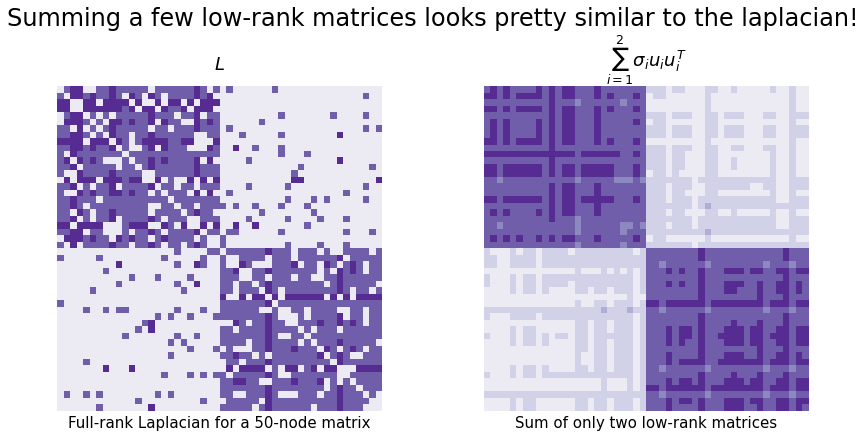 Summing a few low-rank matrices looks pretty similar to the laplacian!
L
2
∑ σᵢuᵢuᵢᵀ
i = 1
Full-rank Laplacian for a 50-node matrix
Sum of only two low-rank matrices